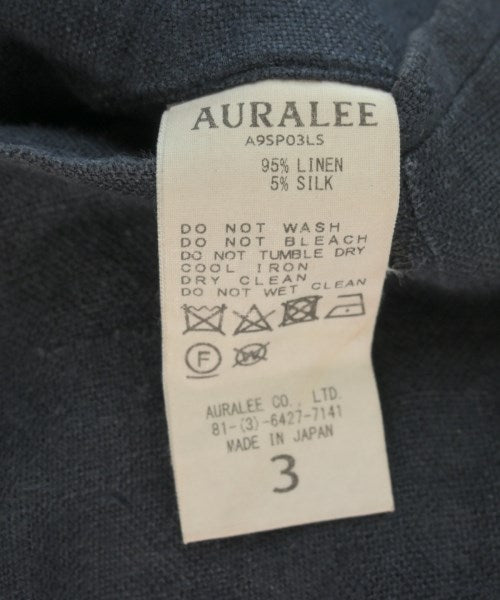 AURALEE
A9SP03LS
95% LINEN
5% SILK
DO NOT WASH
DO NOT BLEACH
DO NOT TUMBLE DRY
COOL IRON
DRY CLEAN
DO NOT WET CLEAN
F W
AURALEE CO., LTD.
81-(3)-6427-7141
MADE IN JAPAN
3